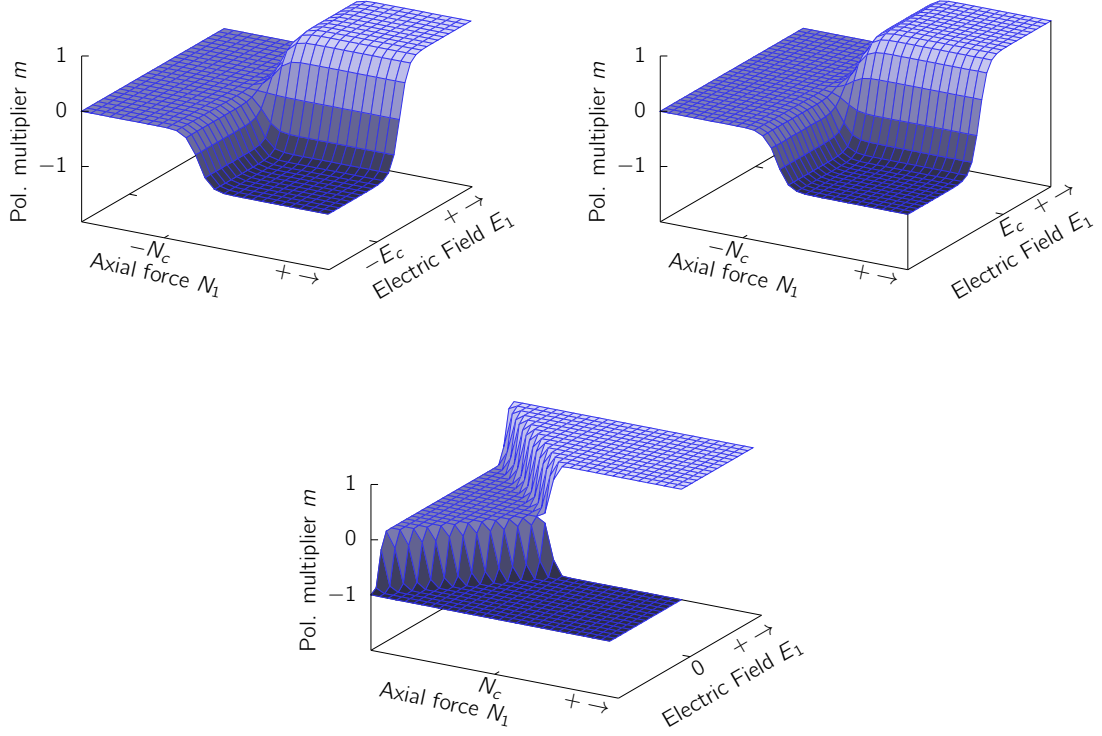 1
0
−1
Pol. multiplier m
−N_c
+ →
Axial force N_1
−E_c
+ →
Electric Field E_1
1
0
−1
Pol. multiplier m
−N_c
+ →
Axial force N_1
E_c
+ →
Electric Field E_1
1
0
−1
Pol. multiplier m
N_c
+ →
Axial force N_1
0
+ →
Electric Field E_1